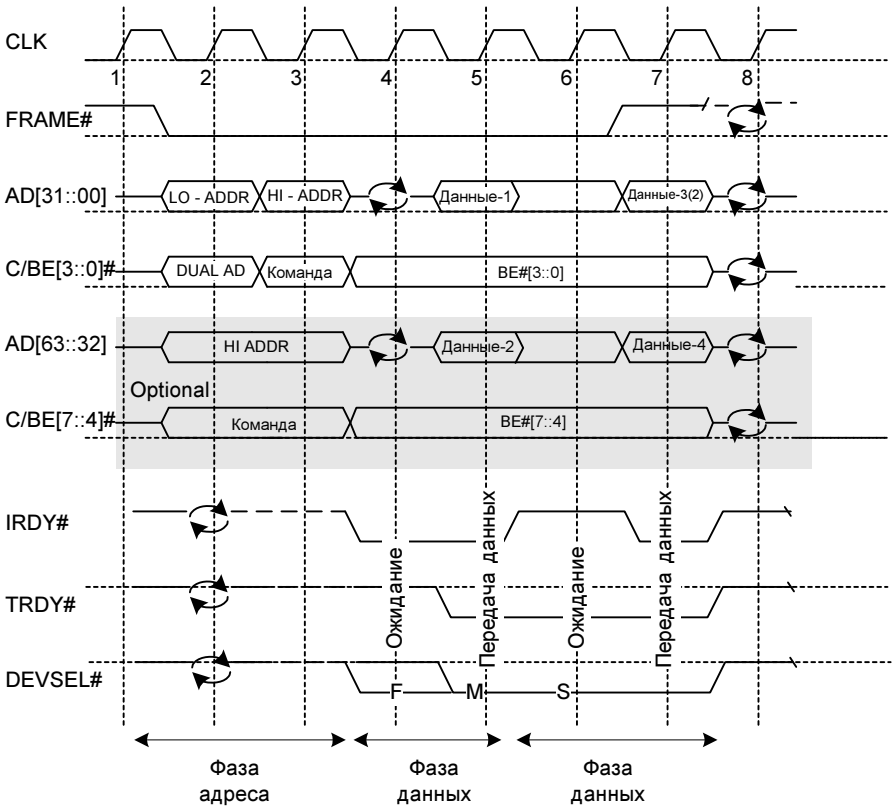 CLK
1 2 3 4 5 6 7 8
FRAME#
AD[31::00]
LO - ADDR HI - ADDR Данные-1 Данные-3(2)
C/BE[3::0]#
DUAL AD Команда BE#[3::0]
AD[63::32]
HI ADDR Данные-2 Данные-4
Optional
C/BE[7::4]#
Команда BE#[7::4]
IRDY#
TRDY#
DEVSEL#
Ожидание
Передача данных
Ожидание
Передача данных
F M S
Фаза
адреса
Фаза
данных
Фаза
данных